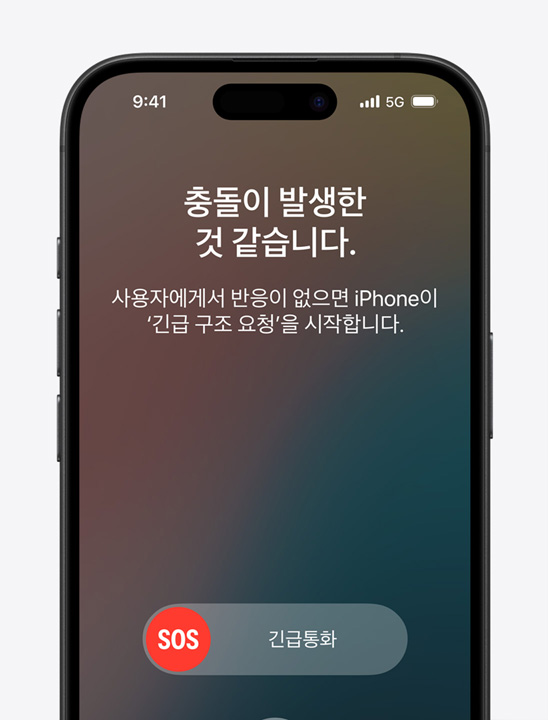 9:41
5G
충돌이 발생한
것 같습니다.
사용자에게서 반응이 없으면 iPhone이
‘긴급 구조 요청’을 시작합니다.
SOS
긴급통화